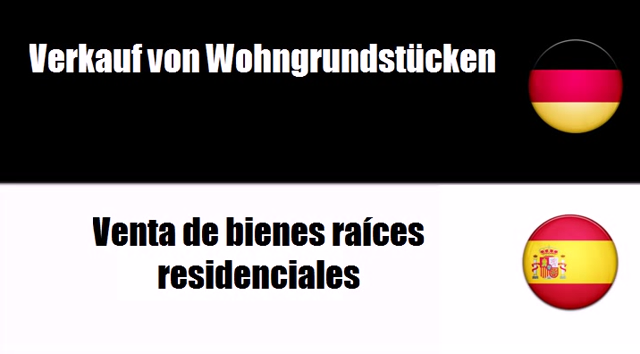 Verkauf von Wohngrundstücken
Venta de bienes raíces
residenciales